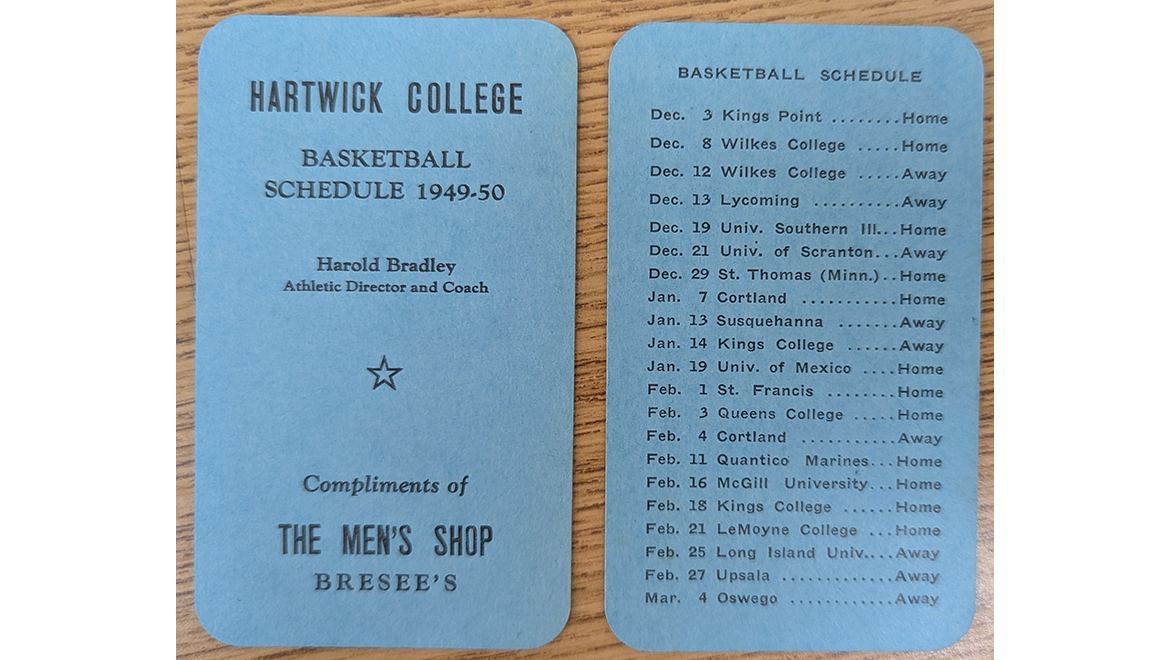 HARTWICK COLLEGE
BASKETBALL
SCHEDULE 1949-50
Harold Bradley
Athletic Director and Coach
Compliments of
THE MEN'S SHOP
BRESEE'S
BASKETBALL SCHEDULE
Dec. 3 Kings Point ........Home
Dec. 8 Wilkes College .....Home
Dec. 12 Wilkes College .....Away
Dec. 13 Lycoming ..........Away
Dec. 19 Univ. Southern Ill...Home
Dec. 21 Univ. of Scranton...Away
Dec. 29 St. Thomas (Minn.)..Home
Jan. 7 Cortland ...........Home
Jan. 13 Susquehanna .......Away
Jan. 14 Kings College ......Away
Jan. 19 Univ. of Mexico ....Home
Feb. 1 St. Francis ........Home
Feb. 3 Queens College .....Home
Feb. 4 Cortland ...........Away
Feb. 11 Quantico Marines...Home
Feb. 16 McGill University...Home
Feb. 18 Kings College ......Home
Feb. 21 LeMoyne College ...Home
Feb. 25 Long Island Univ....Away
Feb. 27 Upsala .............Away
Mar. 4 Oswego ............Away